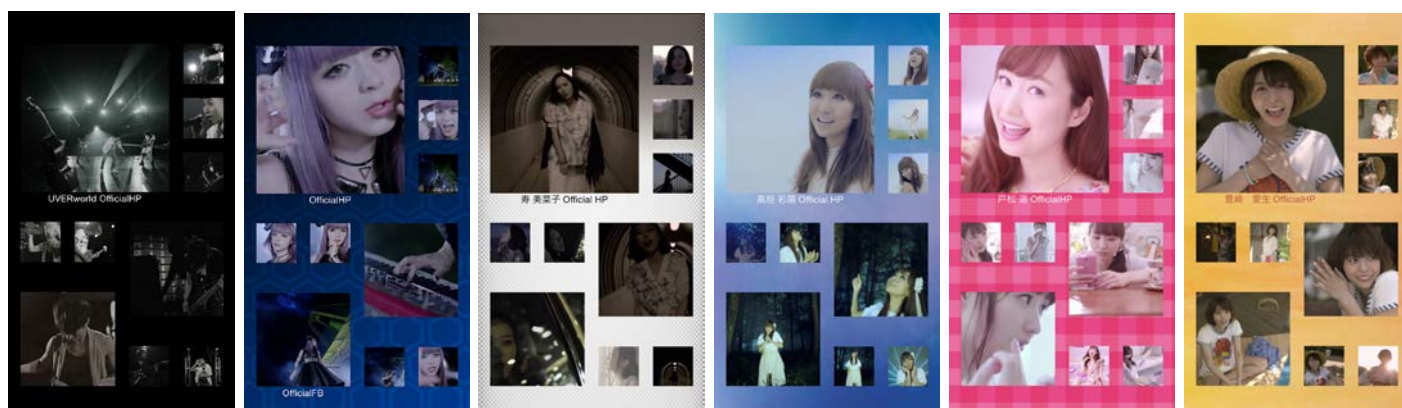 UVERworld OfficialHP
OfficialHP
寿 美菜子 Official HP
高垣 彩陽 Official HP
戸松 遥 OfficialHP
豊崎　愛生 OfficialHP
OfficialFB